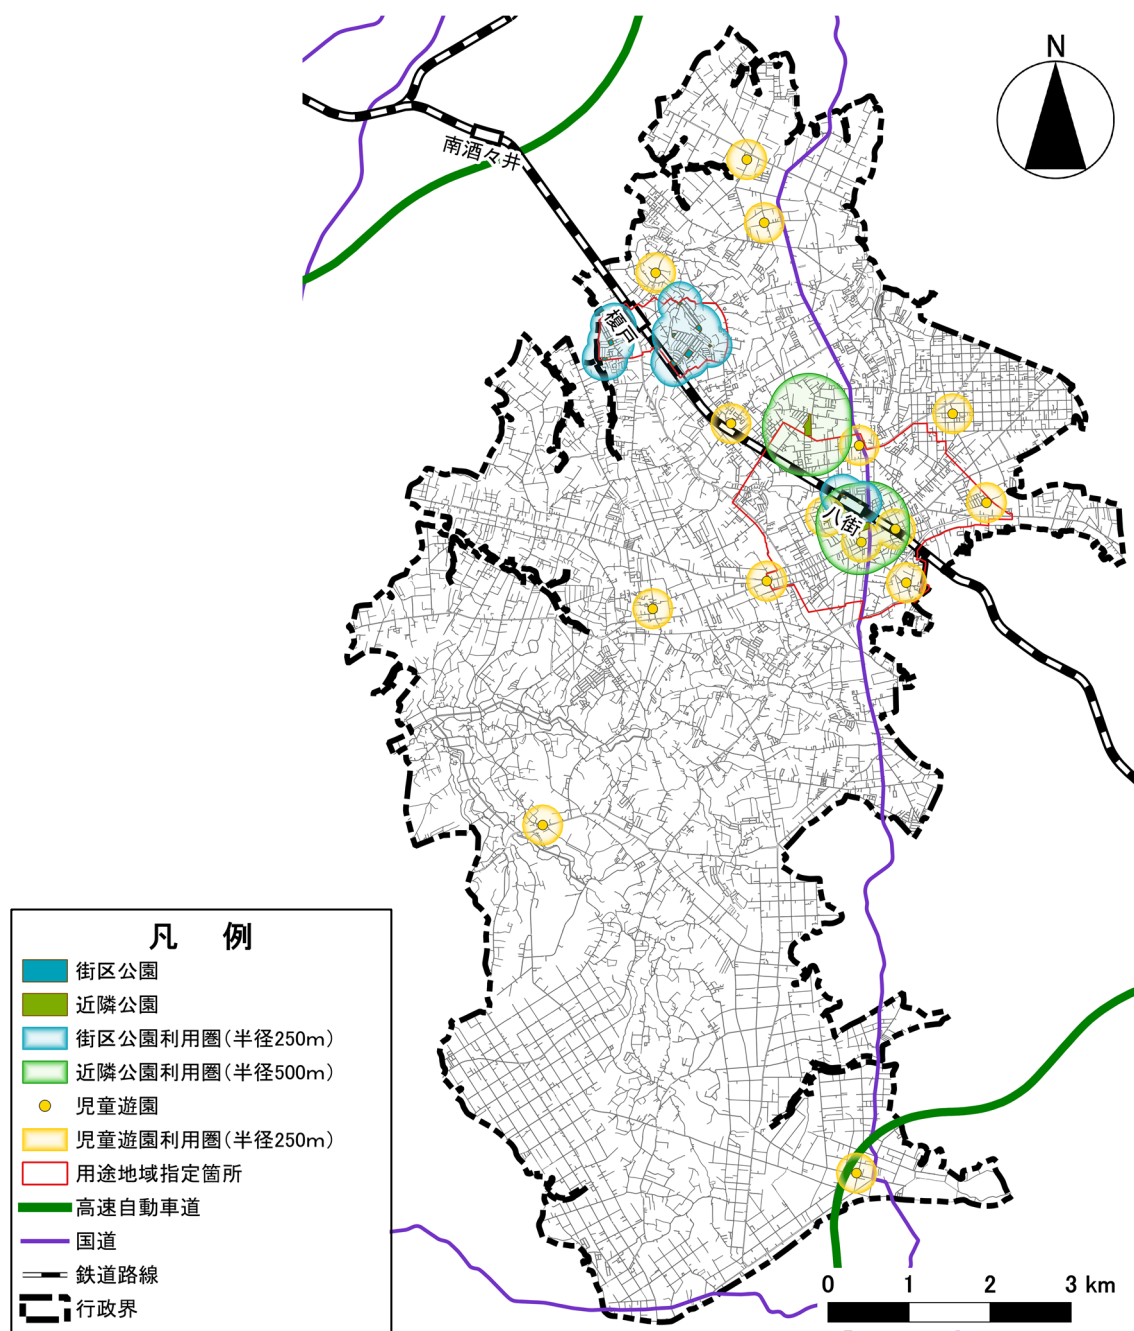 N
南酒々井
榎戸
八街
凡 例
街区公園
近隣公園
街区公園利用圏(半径250m)
近隣公園利用圏(半径500m)
児童遊園
児童遊園利用圏(半径250m)
用途地域指定箇所
高速自動車道
国道
鉄道路線
行政界
0 1 2 3 km